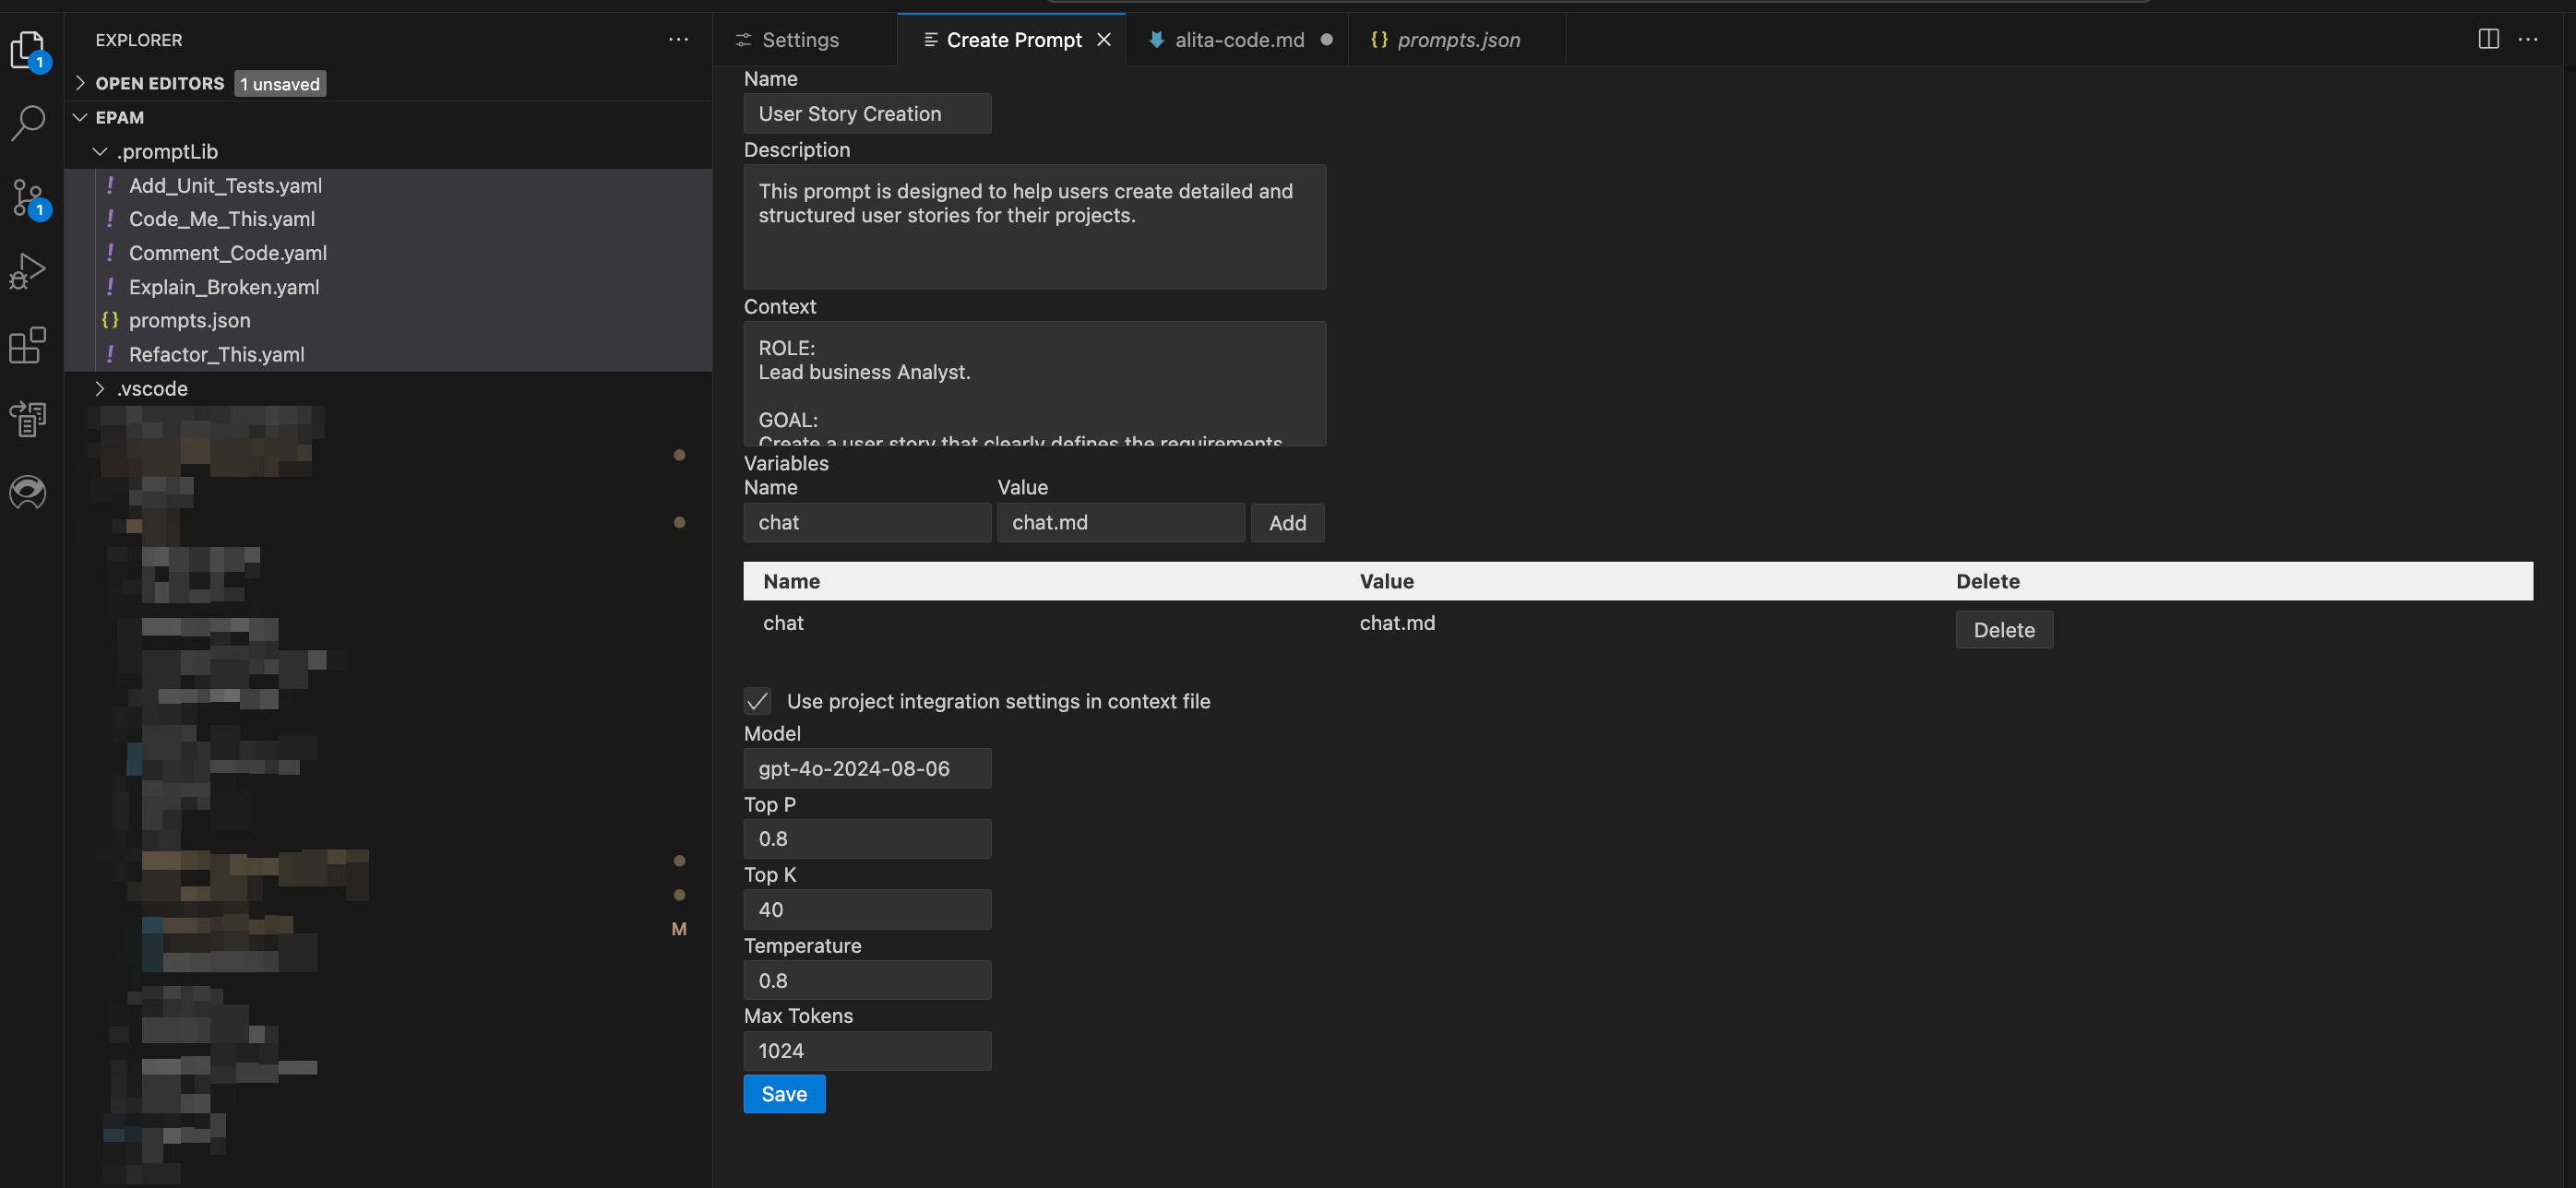 EXPLORER
OPEN EDITORS 1 unsaved
EPAM
.promptLib
Add_Unit_Tests.yaml
Code_Me_This.yaml
Comment_Code.yaml
Explain_Broken.yaml
prompts.json
Refactor_This.yaml
.vscode
M
1
1
Settings
Create Prompt
alita-code.md
prompts.json
Name
User Story Creation
Description
This prompt is designed to help users create detailed and
structured user stories for their projects.
Context
ROLE:
Lead business Analyst.
GOAL:
Create a user story that clearly defines the requirements
Variables
Name Value
chat chat.md Add
Name Value Delete
chat chat.md Delete
Use project integration settings in context file
Model
gpt-4o-2024-08-06
Top P
0.8
Top K
40
Temperature
0.8
Max Tokens
1024
Save